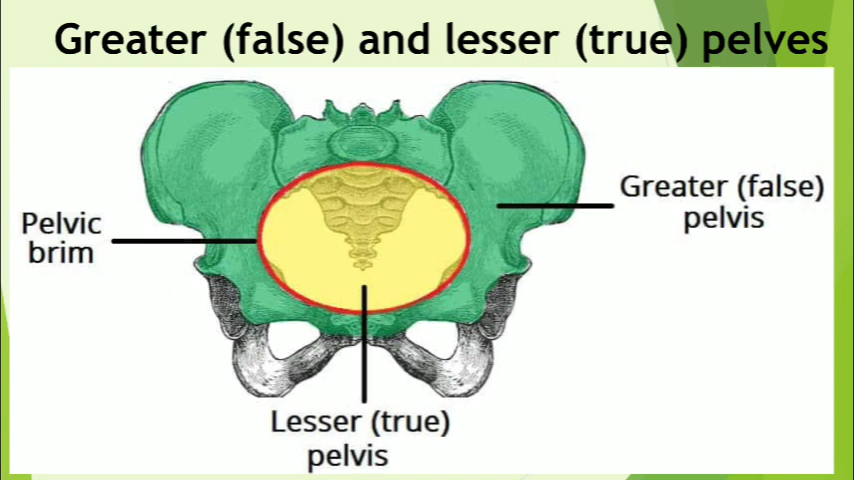 Greater (false) and lesser (true) pelves
Greater (false)
pelvis
Pelvic
brim
Lesser (true)
pelvis